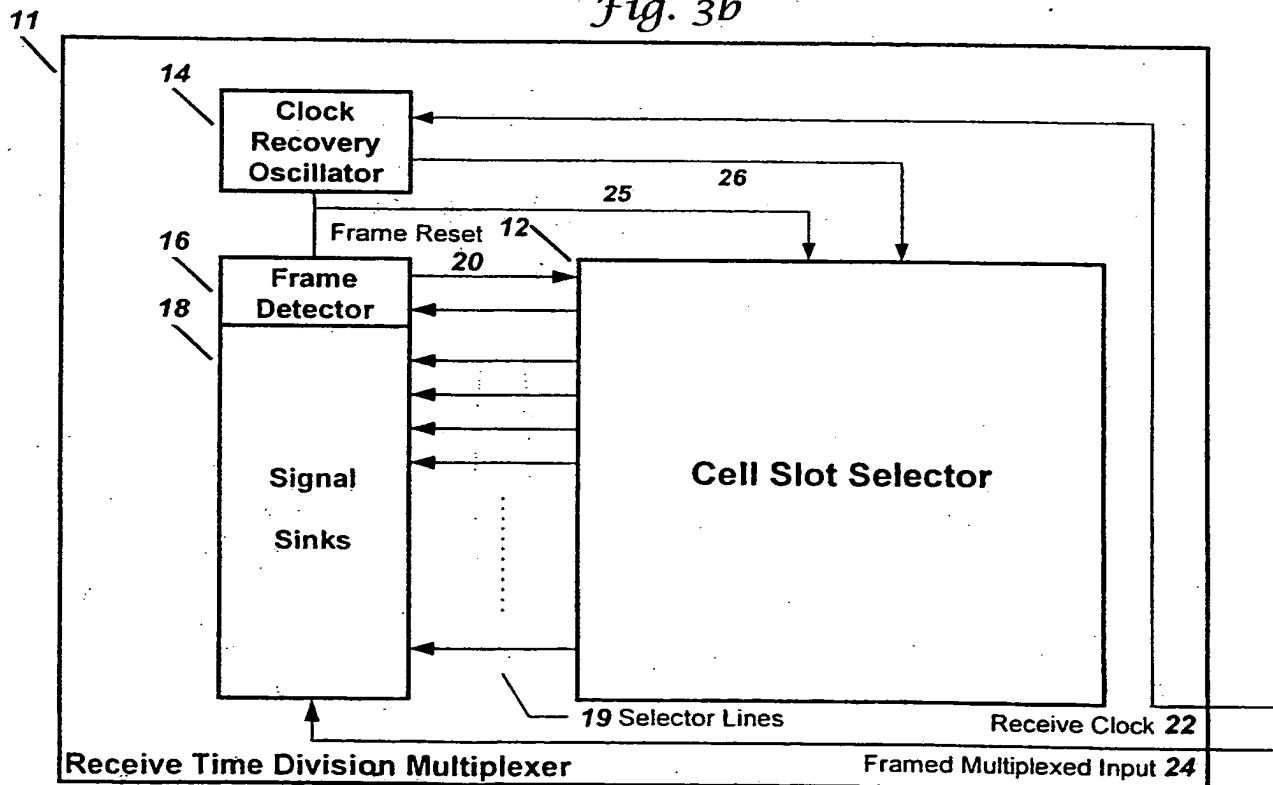 Fig. 3b
11
14
Clock
Recovery
Oscillator
26
25
Frame Reset
12
16
20
Frame
Detector
18
Signal
Sinks
Cell Slot Selector
19 Selector Lines
Receive Clock 22
Receive Time Division Multiplexer
Framed Multiplexed Input 24